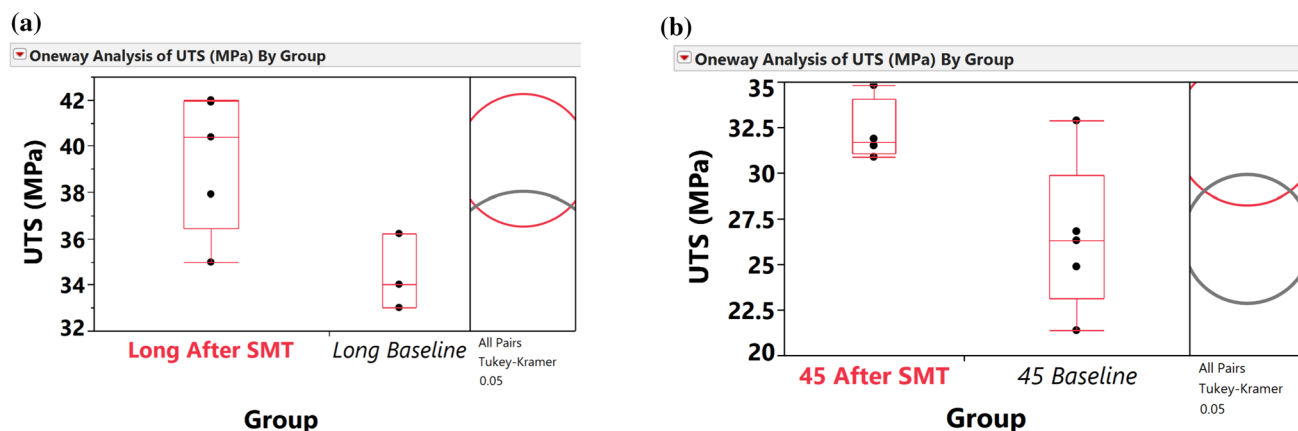 (a)
Oneway Analysis of UTS (MPa) By Group
UTS (MPa)
42
40
38
36
34
32
Long After SMT
Long Baseline
All Pairs
Tukey-Kramer
0.05
Group
(b)
Oneway Analysis of UTS (MPa) By Group
UTS (MPa)
35
32.5
30
27.5
25
22.5
20
45 After SMT
45 Baseline
All Pairs
Tukey-Kramer
0.05
Group